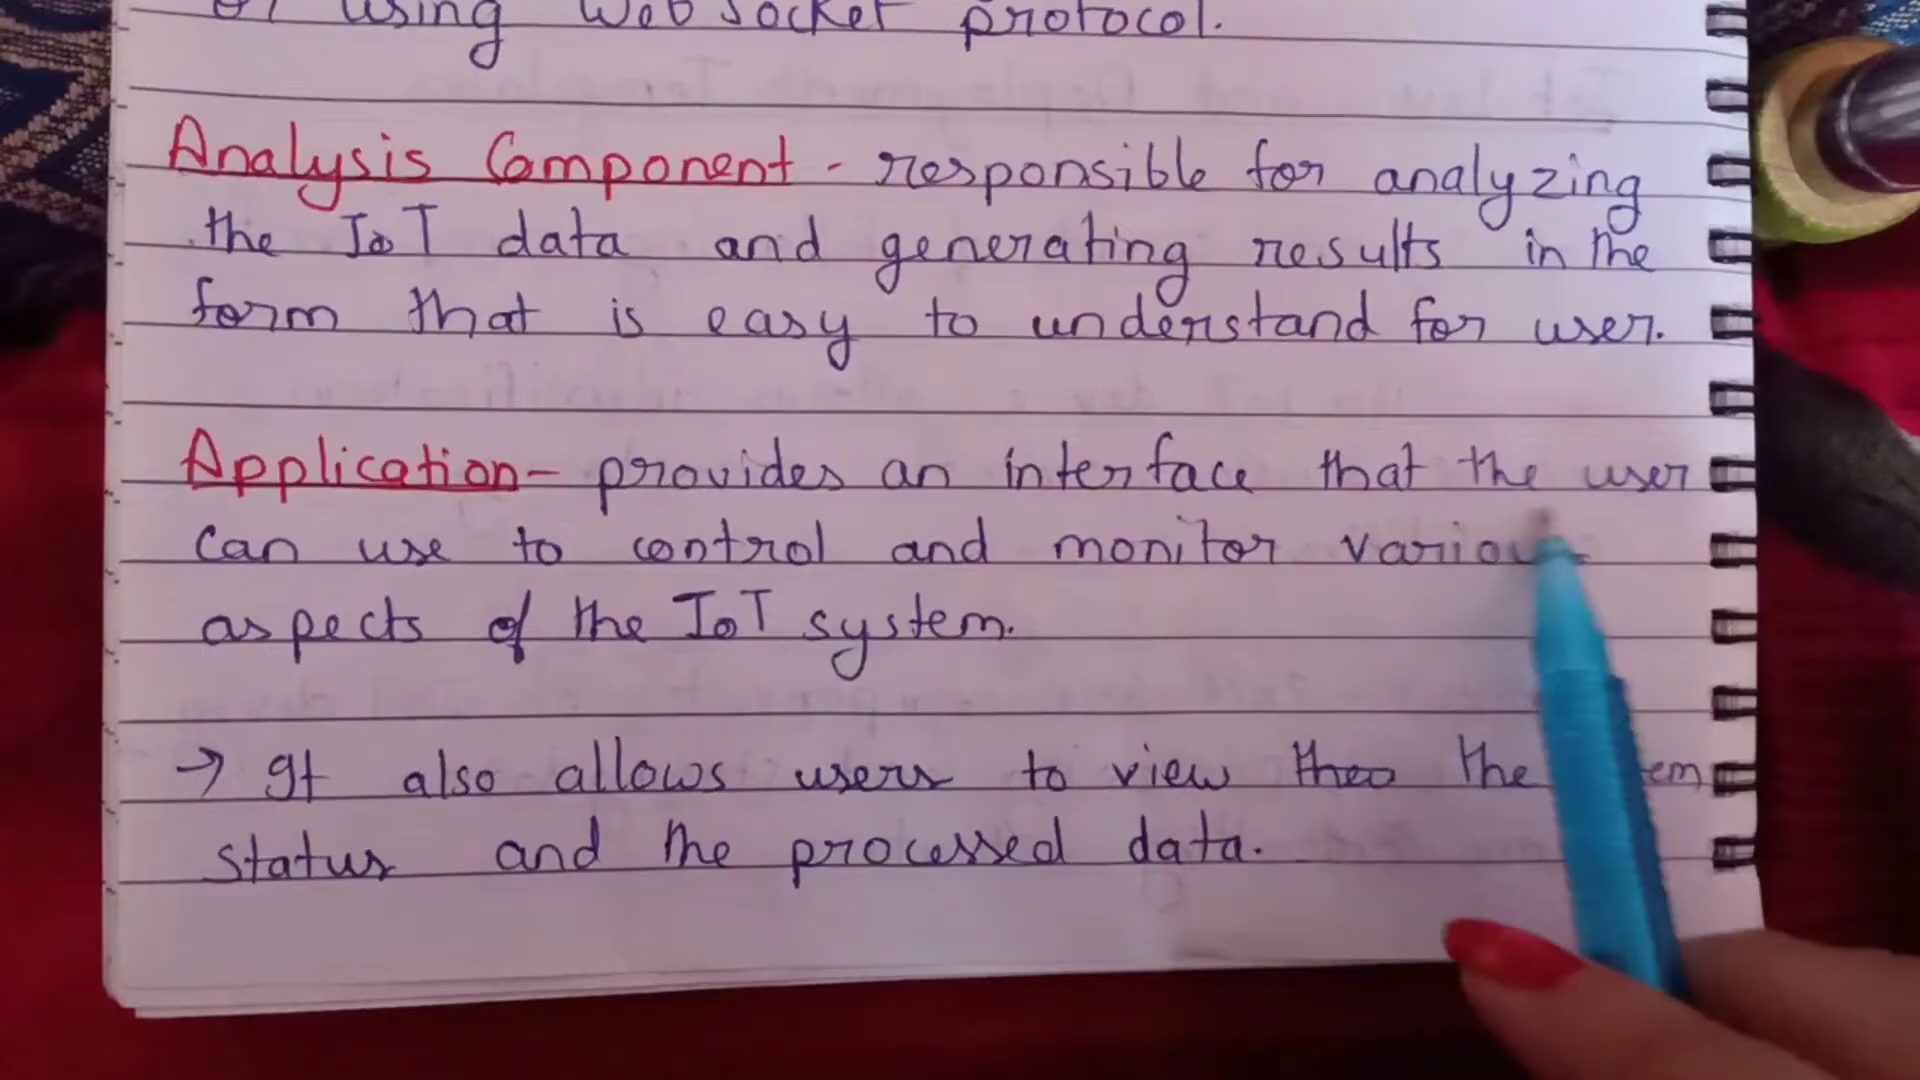 or using Web Socket protocol.
Analysis Component - responsible for analyzing
the IoT data and generating results in the
form that is easy to understand for user.
Application - provides an interface that the user
can use to control and monitor various
aspects of the IoT system.
→ It also allows users to view the
status and the processed data.